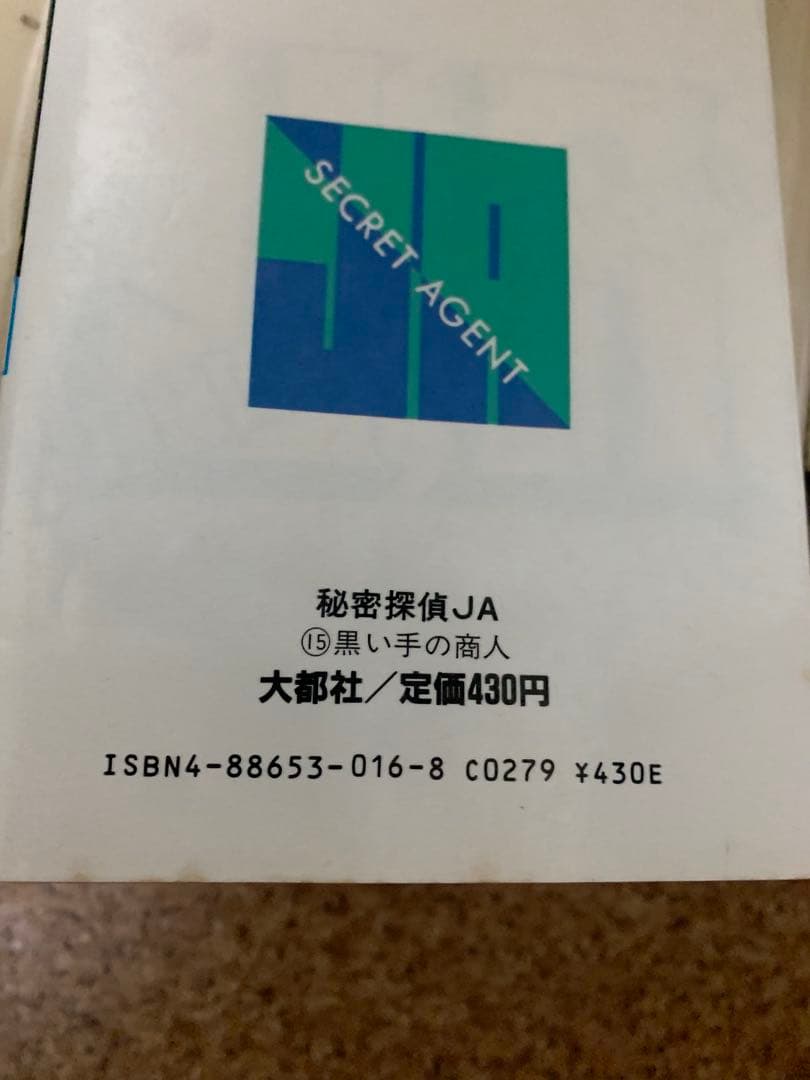 JA
SECRET AGENT
秘密探偵JA
⑮黒い手の商人
大都社／定価430円
ISBN4-88653-016-8 C0279 ¥430E